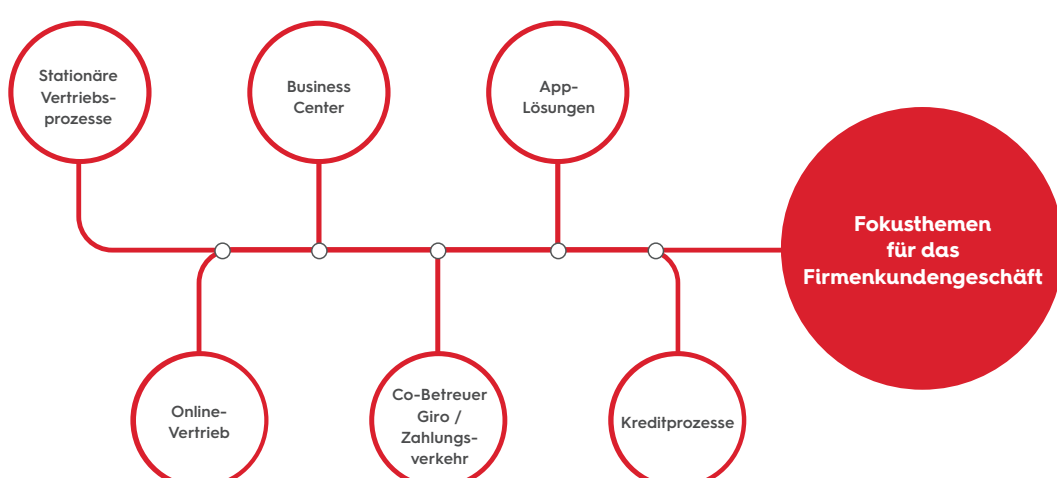 Stationäre
Vertriebs-
prozesse
Business
Center
App-
Lösungen
Fokusthemen
für das
Firmenkundengeschäft
Online-
Vertrieb
Co-Betreuer
Giro /
Zahlungs-
verkehr
Kreditprozesse